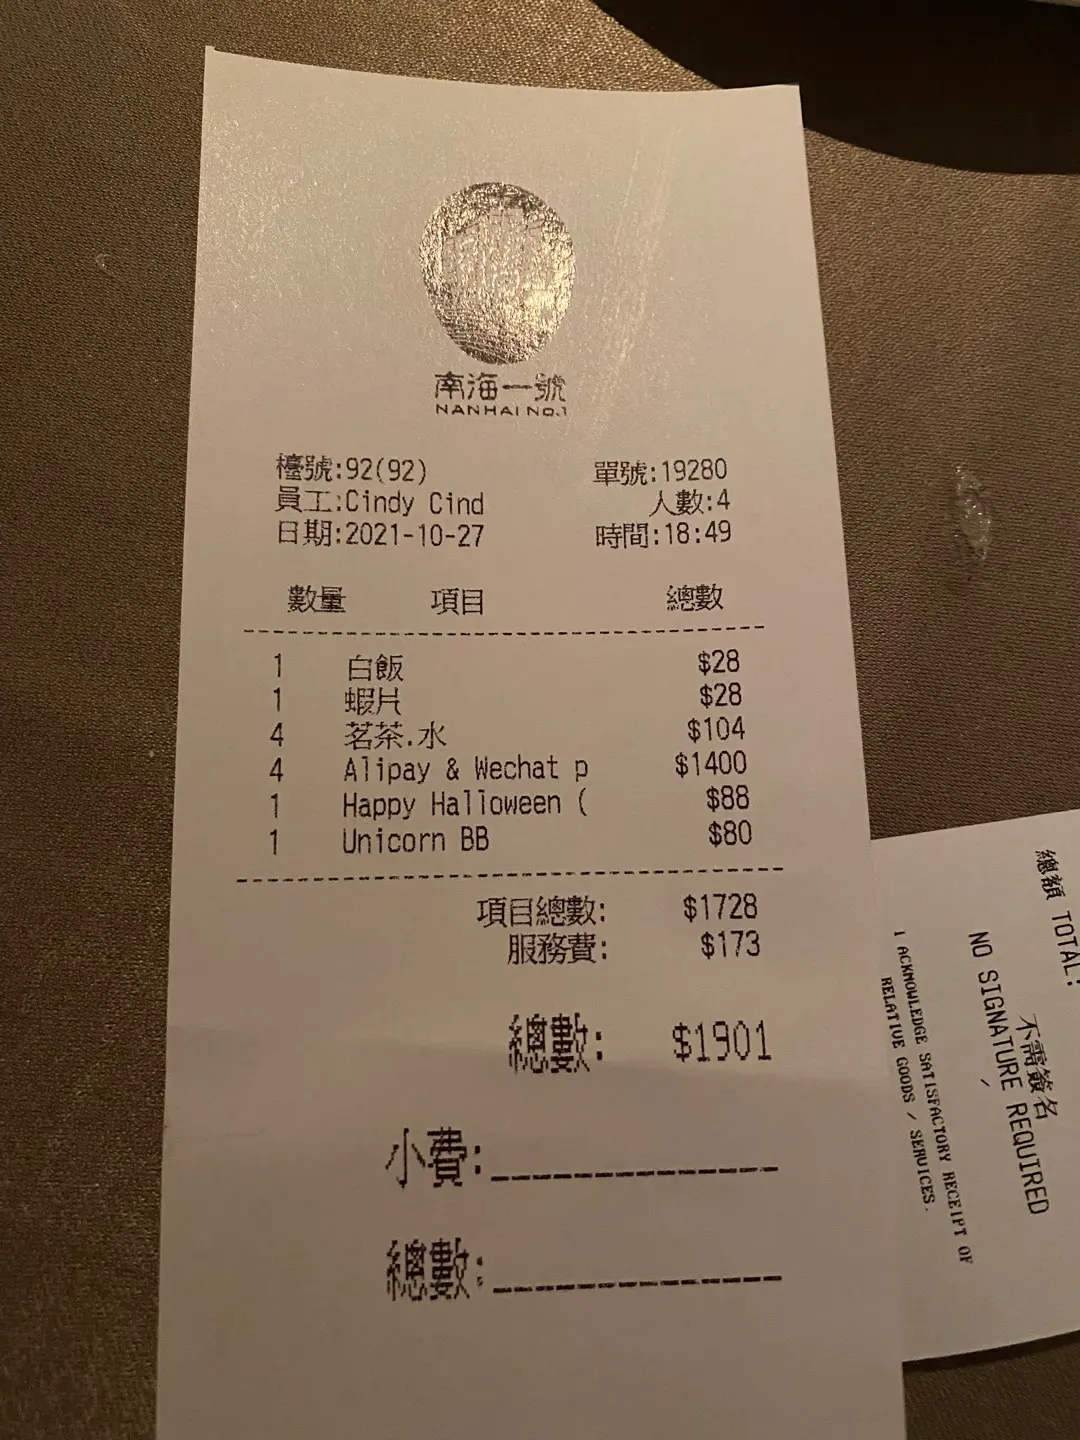 南海一號
NANHAI No.1
檯號:92(92) 單號:19280
員工:Cindy Cind 人數:4
日期:2021-10-27 時間:18:49
數量 項目 總數
1 白飯 $28
1 蝦片 $28
4 茗茶.水 $104
4 Alipay & Wechat p $1400
1 Happy Halloween ( $88
1 Unicorn BB $80
項目總數: $1728
服務費: $173
總數: $1901
小費:
總數:
總額 TOTAL:
不需簽名
NO SIGNATURE REQUIRED
I ACKNOWLEDGE SATISFACTORY RECEIPT OF
RELATIVE GOODS / SERVICES.